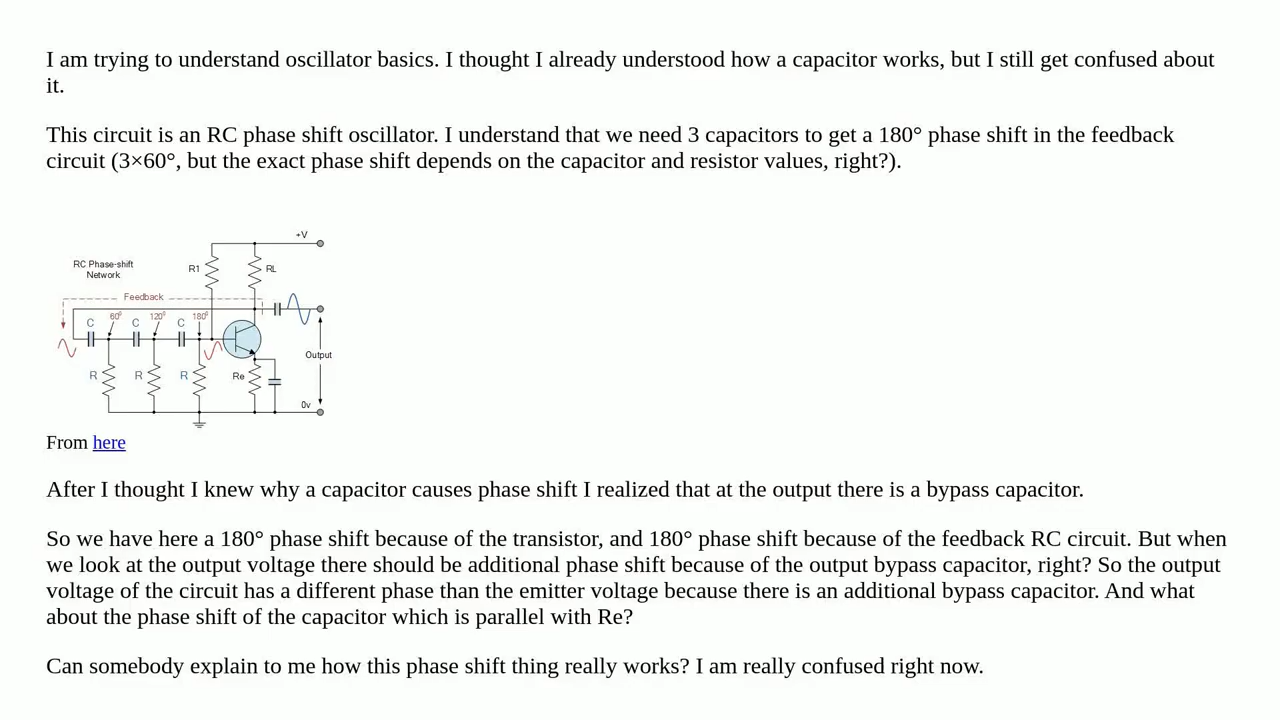 I am trying to understand oscillator basics. I thought I already understood how a capacitor works, but I still get confused about
it.
This circuit is an RC phase shift oscillator. I understand that we need 3 capacitors to get a 180° phase shift in the feedback
circuit (3×60°, but the exact phase shift depends on the capacitor and resistor values, right?).
+V
RC Phase-shift
Network
R1
RL
Feedback
60°
120°
180°
C
C
C
Output
R
R
R
Re
0v
From here
After I thought I knew why a capacitor causes phase shift I realized that at the output there is a bypass capacitor.
So we have here a 180° phase shift because of the transistor, and 180° phase shift because of the feedback RC circuit. But when
we look at the output voltage there should be additional phase shift because of the output bypass capacitor, right? So the output
voltage of the circuit has a different phase than the emitter voltage because there is an additional bypass capacitor. And what
about the phase shift of the capacitor which is parallel with Re?
Can somebody explain to me how this phase shift thing really works? I am really confused right now.